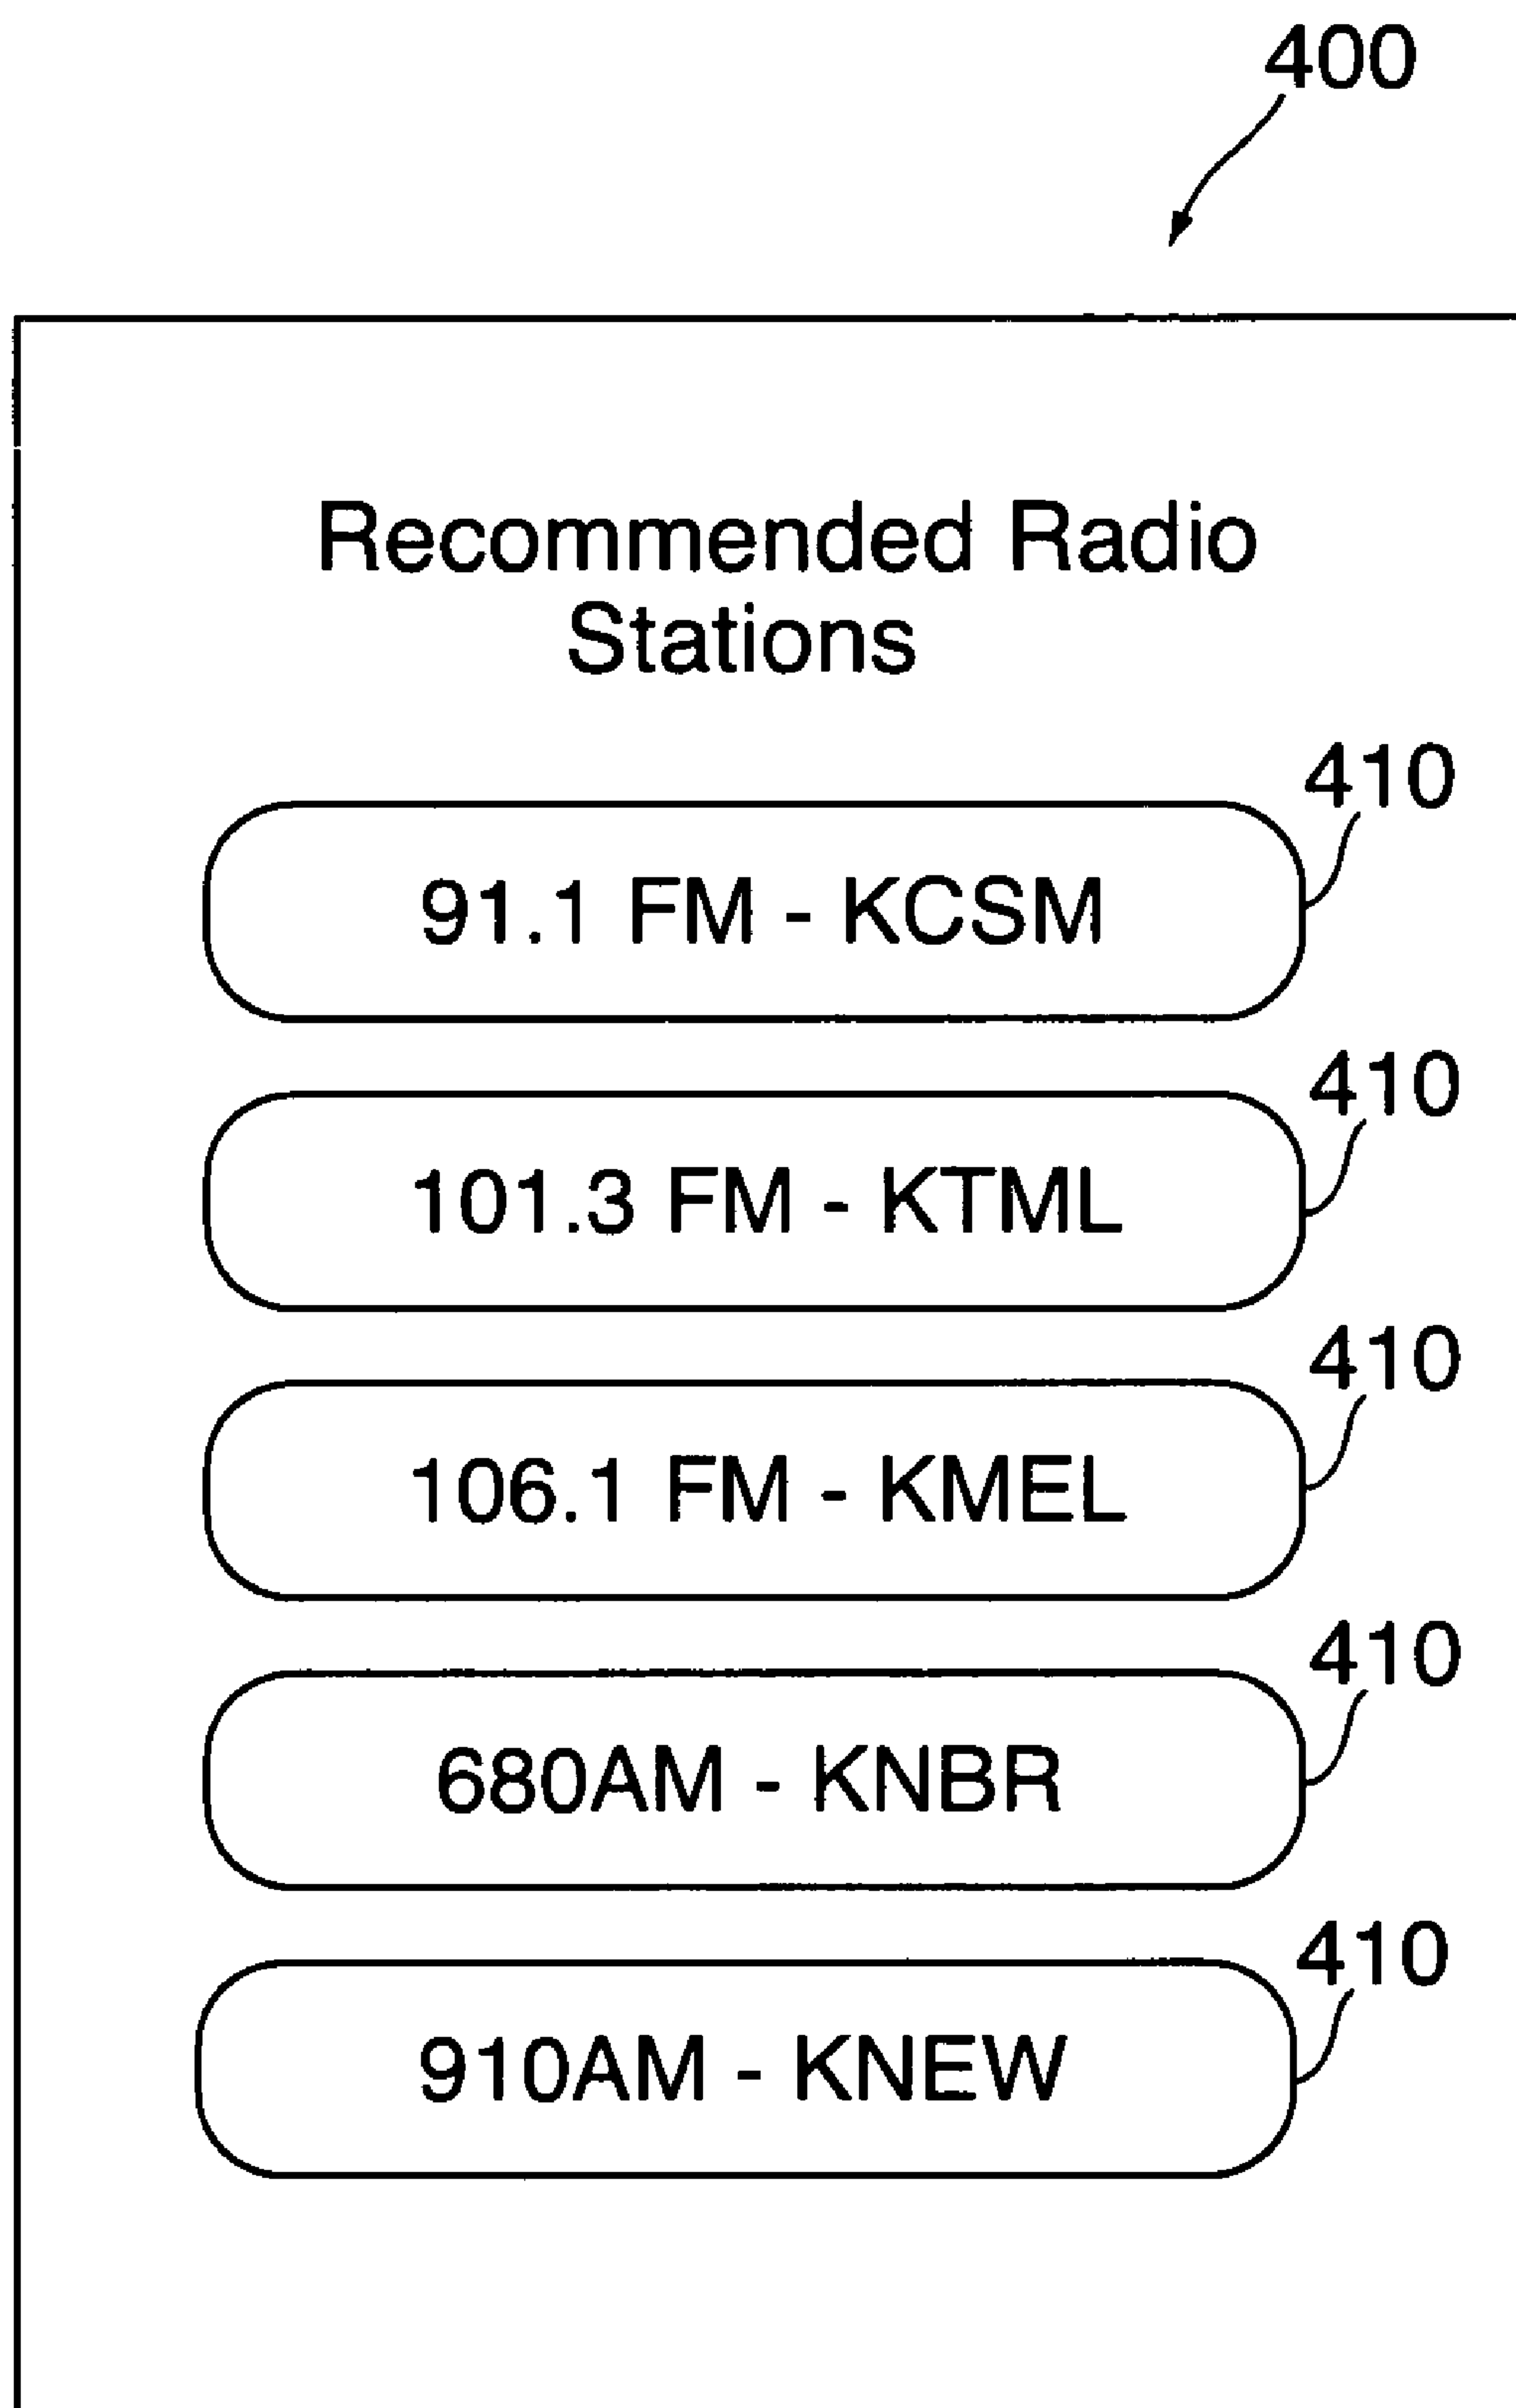 400
Recommended Radio
Stations
410
91.1 FM - KCSM
410
101.3 FM - KTML
410
106.1 FM - KMEL
410
680AM - KNBR
410
910AM - KNEW